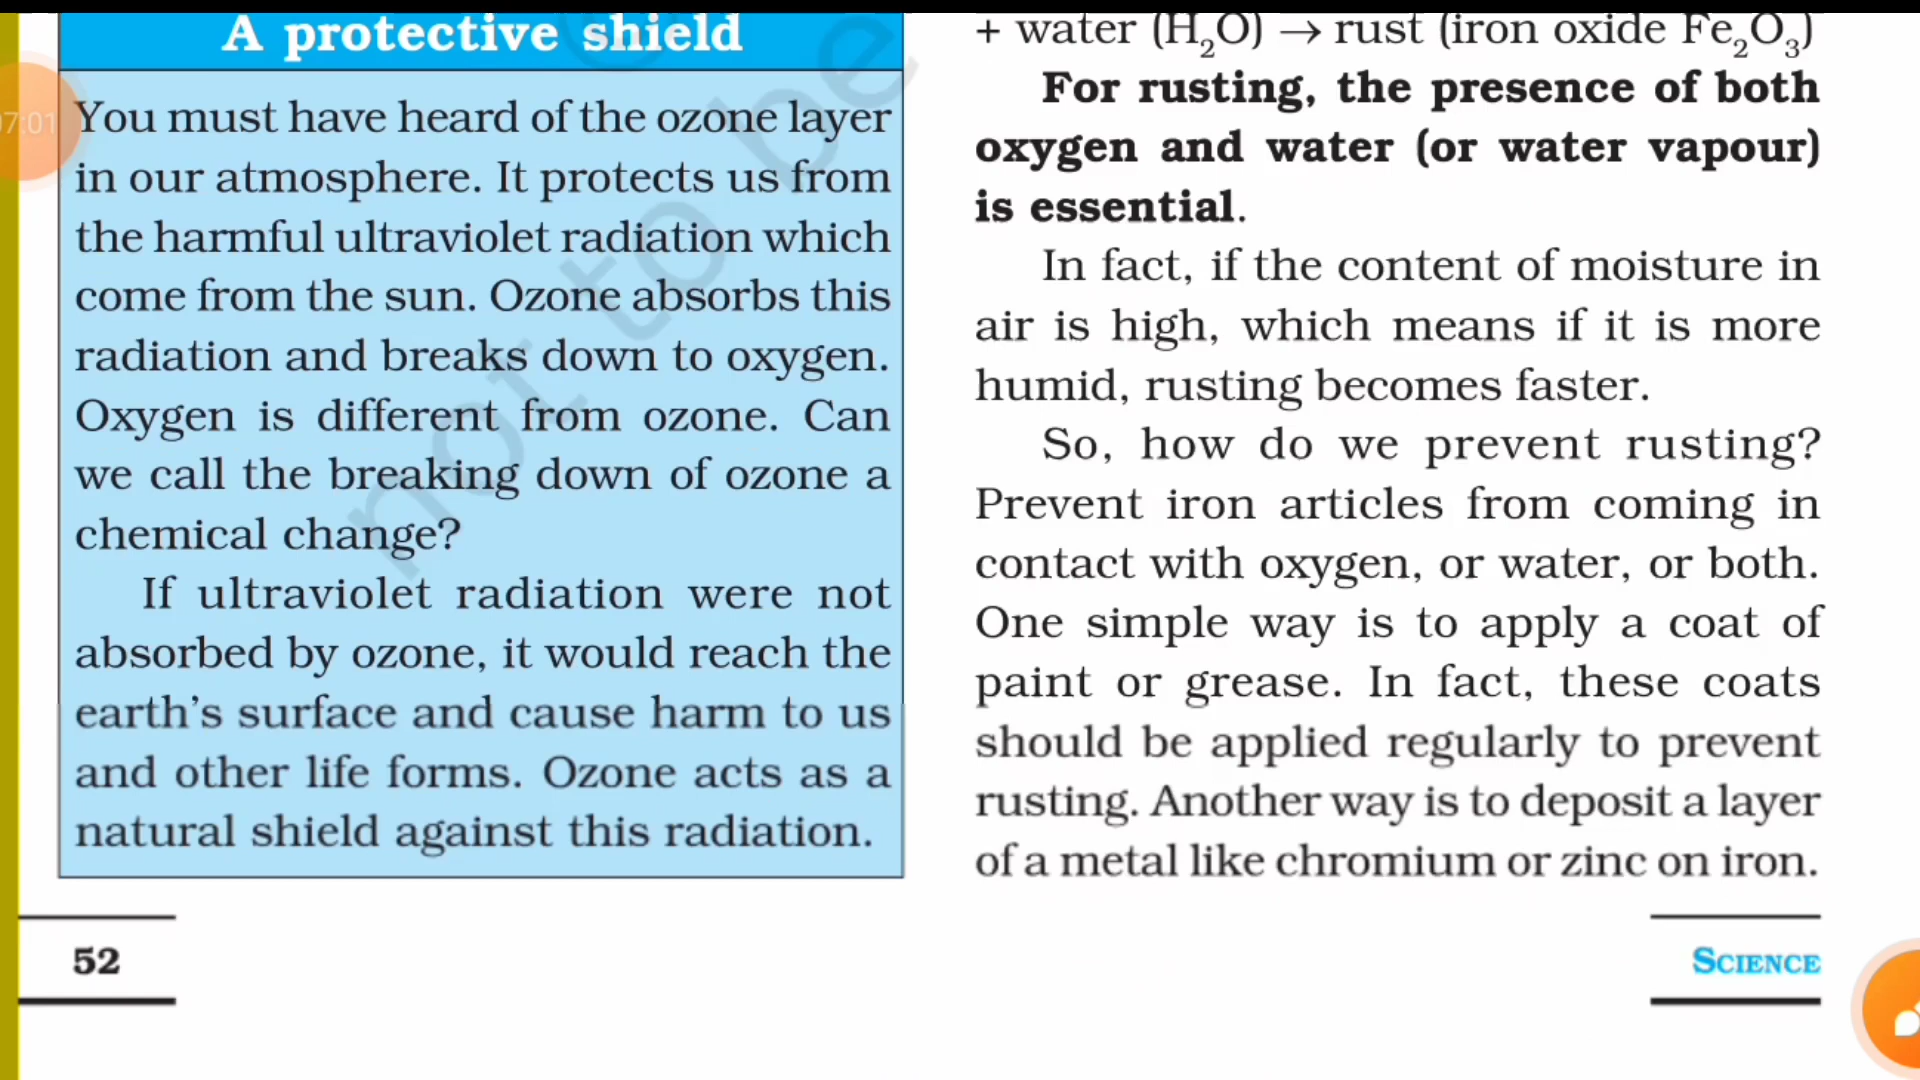 A protective shield
You must have heard of the ozone layer
in our atmosphere. It protects us from
the harmful ultraviolet radiation which
come from the sun. Ozone absorbs this
radiation and breaks down to oxygen.
Oxygen is different from ozone. Can
we call the breaking down of ozone a
chemical change?
If ultraviolet radiation were not
absorbed by ozone, it would reach the
earth's surface and cause harm to us
and other life forms. Ozone acts as a
natural shield against this radiation.
+ water (H₂O) → rust (iron oxide Fe₂O₃)
For rusting, the presence of both
oxygen and water (or water vapour)
is essential.
In fact, if the content of moisture in
air is high, which means if it is more
humid, rusting becomes faster.
So, how do we prevent rusting?
Prevent iron articles from coming in
contact with oxygen, or water, or both.
One simple way is to apply a coat of
paint or grease. In fact, these coats
should be applied regularly to prevent
rusting. Another way is to deposit a layer
of a metal like chromium or zinc on iron.
52
SCIENCE
07:01
not to be